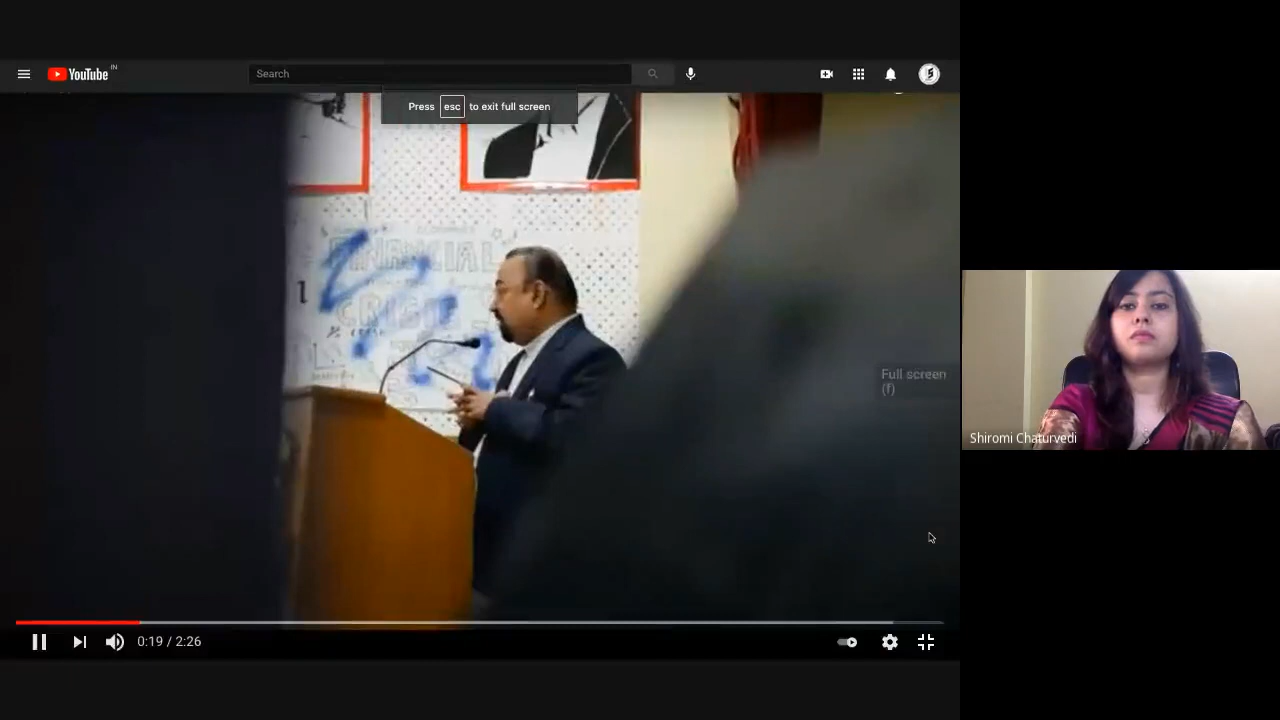 YouTube IN
Search
Press esc to exit full screen
FINANCIAL
CRISIS
Full screen
(f)
Shiromi Chaturvedi
0:19 / 2:26